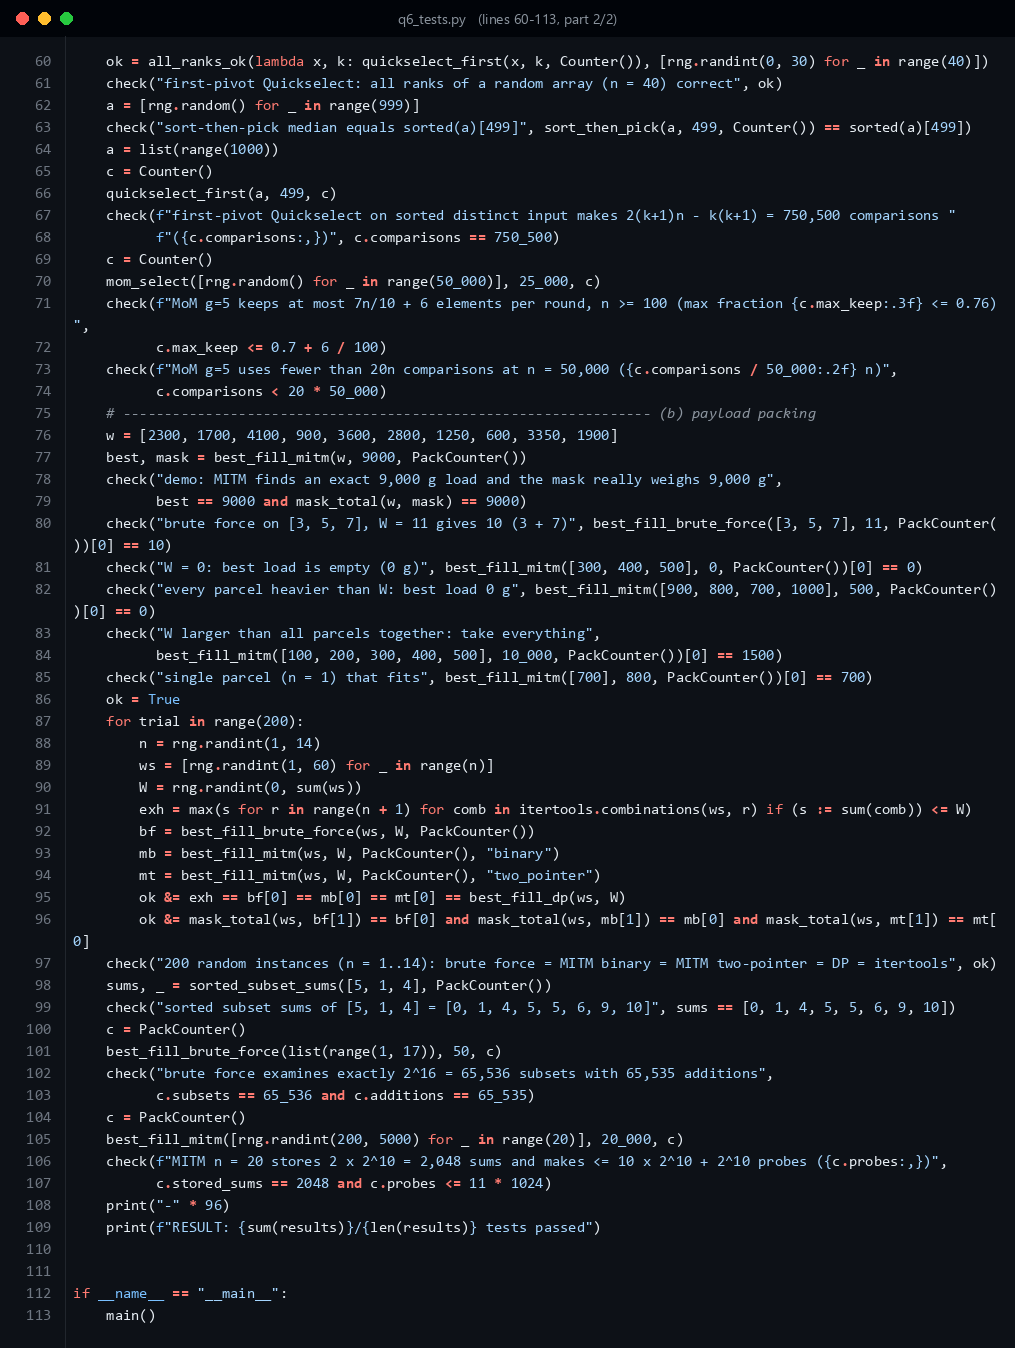 q6_tests.py (lines 60-113, part 2/2)
60     ok = all_ranks_ok(lambda x, k: quickselect_first(x, k, Counter()), [rng.randint(0, 30) for _ in range(40)])
61     check("first-pivot Quickselect: all ranks of a random array (n = 40) correct", ok)
62     a = [rng.random() for _ in range(999)]
63     check("sort-then-pick median equals sorted(a)[499]", sort_then_pick(a, 499, Counter()) == sorted(a)[499])
64     a = list(range(1000))
65     c = Counter()
66     quickselect_first(a, 499, c)
67     check(f"first-pivot Quickselect on sorted distinct input makes 2(k+1)n - k(k+1) = 750,500 comparisons "
68           f"({c.comparisons:,})", c.comparisons == 750_500)
69     c = Counter()
70     mom_select([rng.random() for _ in range(50_000)], 25_000, c)
71     check(f"MoM g=5 keeps at most 7n/10 + 6 elements per round, n >= 100 (max fraction {c.max_keep:.3f} <= 0.76)
",
72           c.max_keep <= 0.7 + 6 / 100)
73     check(f"MoM g=5 uses fewer than 20n comparisons at n = 50,000 ({c.comparisons / 50_000:.2f} n)",
74           c.comparisons < 20 * 50_000)
75     # ---------------------------------------------------------------- (b) payload packing
76     w = [2300, 1700, 4100, 900, 3600, 2800, 1250, 600, 3350, 1900]
77     best, mask = best_fill_mitm(w, 9000, PackCounter())
78     check("demo: MITM finds an exact 9,000 g load and the mask really weighs 9,000 g",
79           best == 9000 and mask_total(w, mask) == 9000)
80     check("brute force on [3, 5, 7], W = 11 gives 10 (3 + 7)", best_fill_brute_force([3, 5, 7], 11, PackCounter(
))[0] == 10)
81     check("W = 0: best load is empty (0 g)", best_fill_mitm([300, 400, 500], 0, PackCounter())[0] == 0)
82     check("every parcel heavier than W: best load 0 g", best_fill_mitm([900, 800, 700, 1000], 500, PackCounter()
)[0] == 0)
83     check("W larger than all parcels together: take everything",
84           best_fill_mitm([100, 200, 300, 400, 500], 10_000, PackCounter())[0] == 1500)
85     check("single parcel (n = 1) that fits", best_fill_mitm([700], 800, PackCounter())[0] == 700)
86     ok = True
87     for trial in range(200):
88         n = rng.randint(1, 14)
89         ws = [rng.randint(1, 60) for _ in range(n)]
90         W = rng.randint(0, sum(ws))
91         exh = max(s for r in range(n + 1) for comb in itertools.combinations(ws, r) if (s := sum(comb)) <= W)
92         bf = best_fill_brute_force(ws, W, PackCounter())
93         mb = best_fill_mitm(ws, W, PackCounter(), "binary")
94         mt = best_fill_mitm(ws, W, PackCounter(), "two_pointer")
95         ok &= exh == bf[0] == mb[0] == mt[0] == best_fill_dp(ws, W)
96         ok &= mask_total(ws, bf[1]) == bf[0] and mask_total(ws, mb[1]) == mb[0] and mask_total(ws, mt[1]) == mt[
0]
97     check("200 random instances (n = 1..14): brute force = MITM binary = MITM two-pointer = DP = itertools", ok)
98     sums, _ = sorted_subset_sums([5, 1, 4], PackCounter())
99     check("sorted subset sums of [5, 1, 4] = [0, 1, 4, 5, 5, 6, 9, 10]", sums == [0, 1, 4, 5, 5, 6, 9, 10])
100     c = PackCounter()
101     best_fill_brute_force(list(range(1, 17)), 50, c)
102     check("brute force examines exactly 2^16 = 65,536 subsets with 65,535 additions",
103           c.subsets == 65_536 and c.additions == 65_535)
104     c = PackCounter()
105     best_fill_mitm([rng.randint(200, 5000) for _ in range(20)], 20_000, c)
106     check(f"MITM n = 20 stores 2 x 2^10 = 2,048 sums and makes <= 10 x 2^10 + 2^10 probes ({c.probes:,})",
107           c.stored_sums == 2048 and c.probes <= 11 * 1024)
108     print("-" * 96)
109     print(f"RESULT: {sum(results)}/{len(results)} tests passed")
110
111
112 if __name__ == "__main__":
113     main()